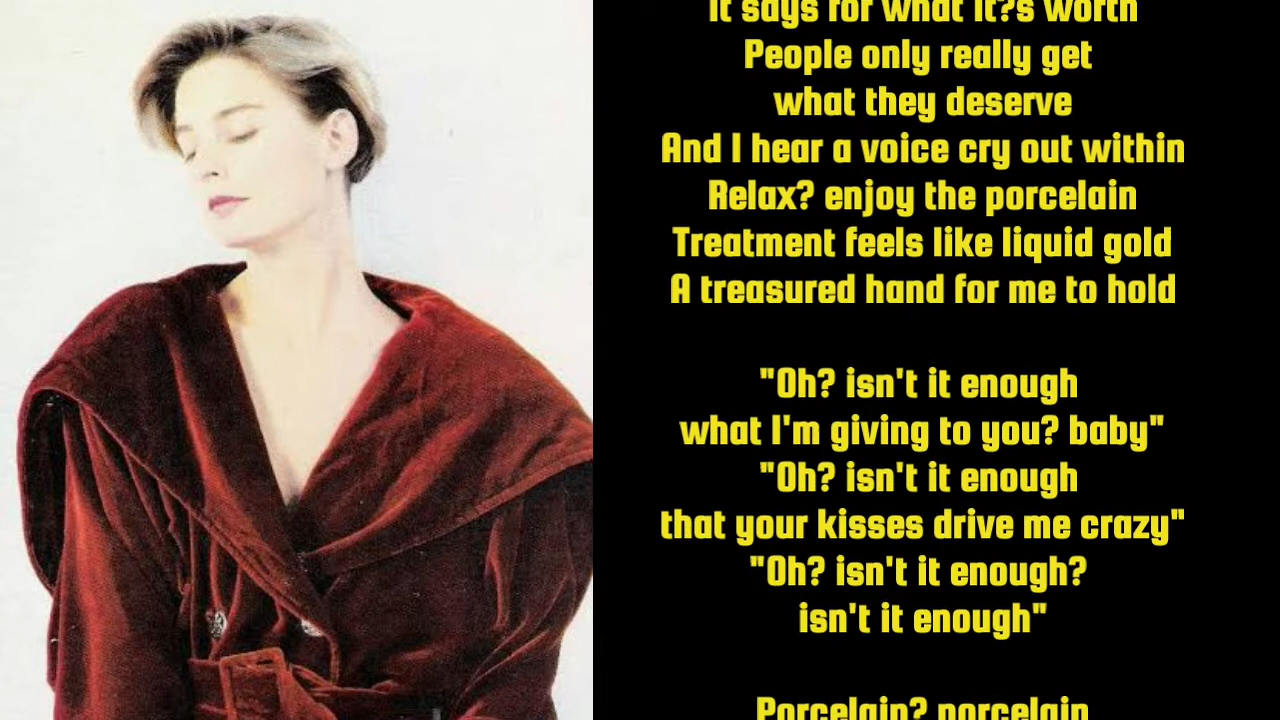 It says for what it?s worth
People only really get
what they deserve
And I hear a voice cry out within
Relax? enjoy the porcelain
Treatment feels like liquid gold
A treasured hand for me to hold
"Oh? isn't it enough
what I'm giving to you? baby"
"Oh? isn't it enough
that your kisses drive me crazy"
"Oh? isn't it enough?
isn't it enough"
Porcelain? porcelain